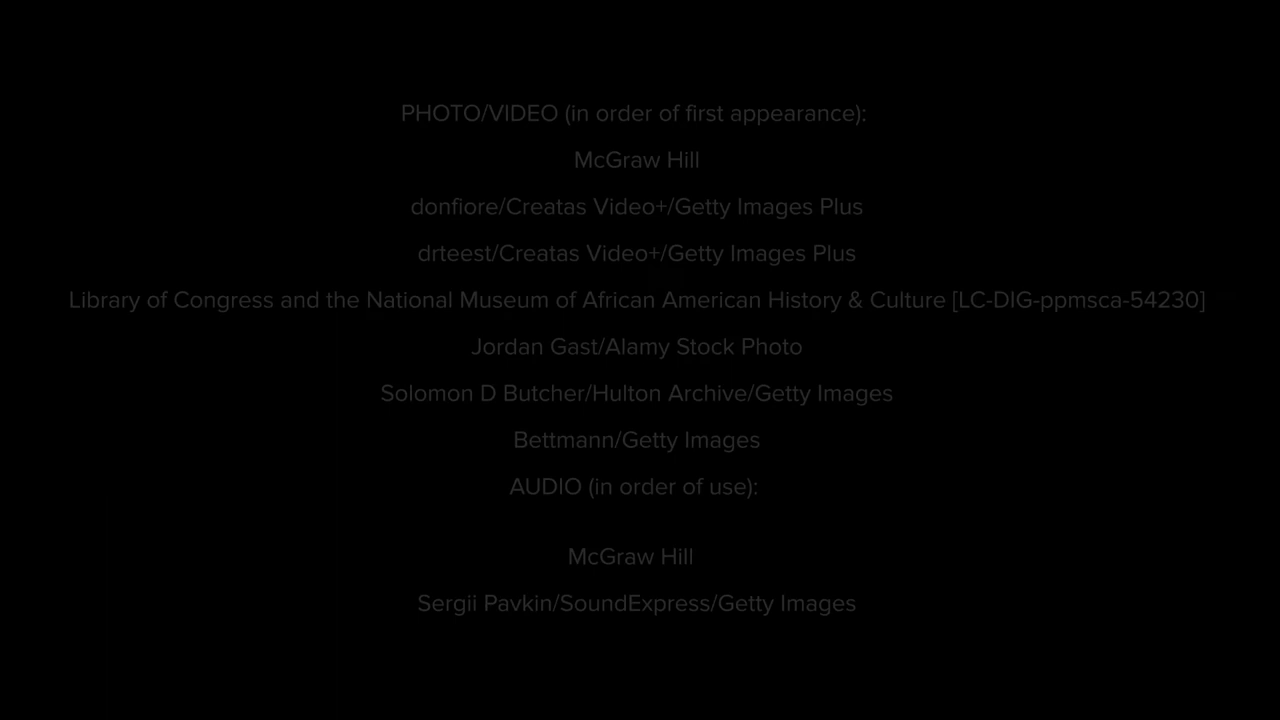 PHOTO/VIDEO (in order of first appearance):
McGraw Hill
donfiore/Creatas Video+/Getty Images Plus
drteest/Creatas Video+/Getty Images Plus
Library of Congress and the National Museum of African American History & Culture [LC-DIG-ppmsca-54230]
Jordan Gast/Alamy Stock Photo
Solomon D Butcher/Hulton Archive/Getty Images
Bettmann/Getty Images
AUDIO (in order of use):
McGraw Hill
Sergii Pavkin/SoundExpress/Getty Images